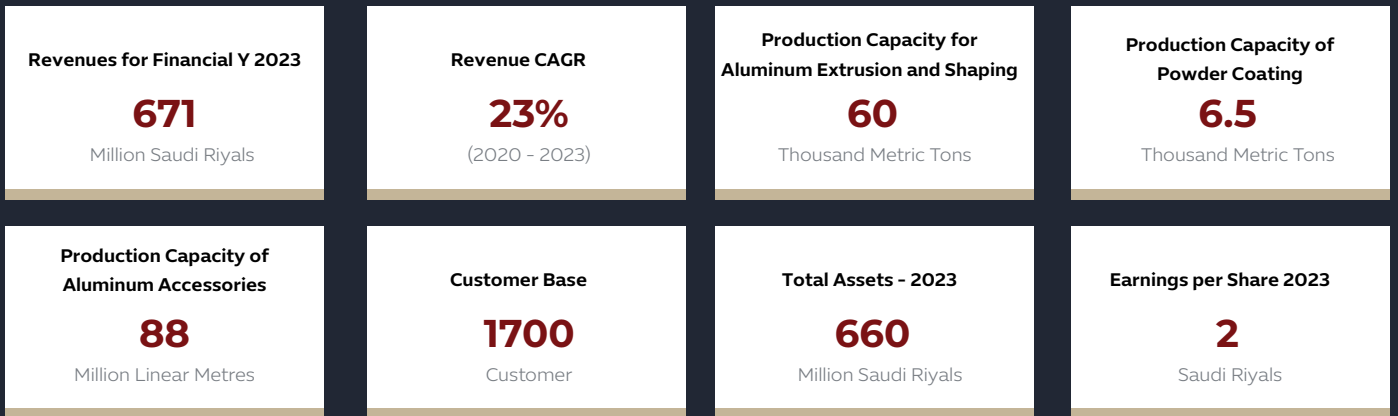 Revenues for Financial Y 2023
671
Million Saudi Riyals
Revenue CAGR
23%
(2020 - 2023)
Production Capacity for
Aluminum Extrusion and Shaping
60
Thousand Metric Tons
Production Capacity of
Powder Coating
6.5
Thousand Metric Tons
Production Capacity of
Aluminum Accessories
88
Million Linear Metres
Customer Base
1700
Customer
Total Assets - 2023
660
Million Saudi Riyals
Earnings per Share 2023
2
Saudi Riyals